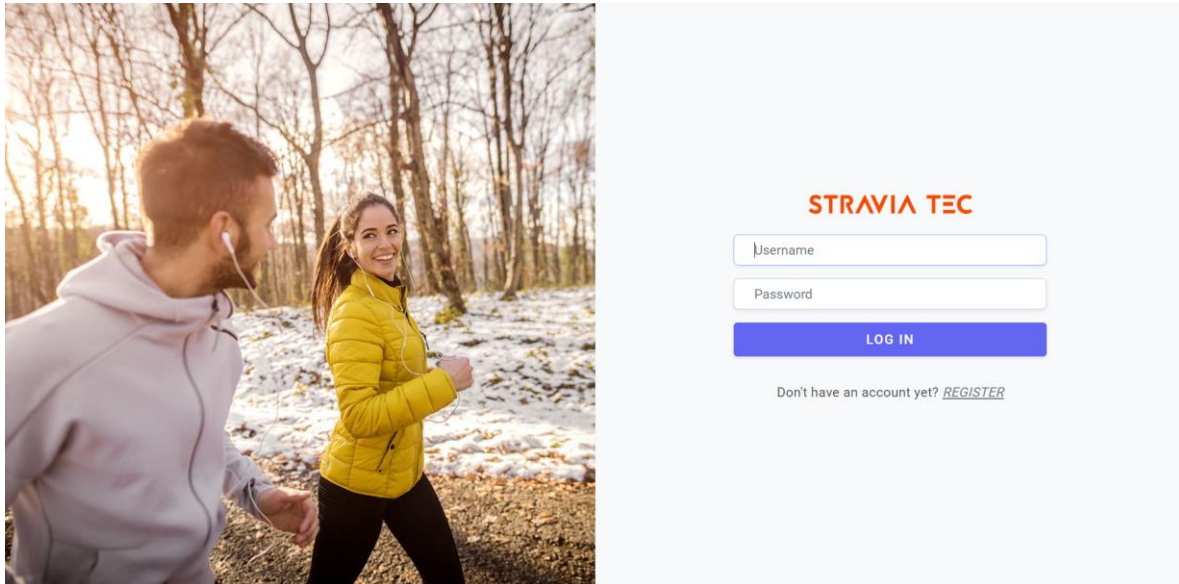 STRAVIA TEC
Username
Password
LOG IN
Don't have an account yet? REGISTER